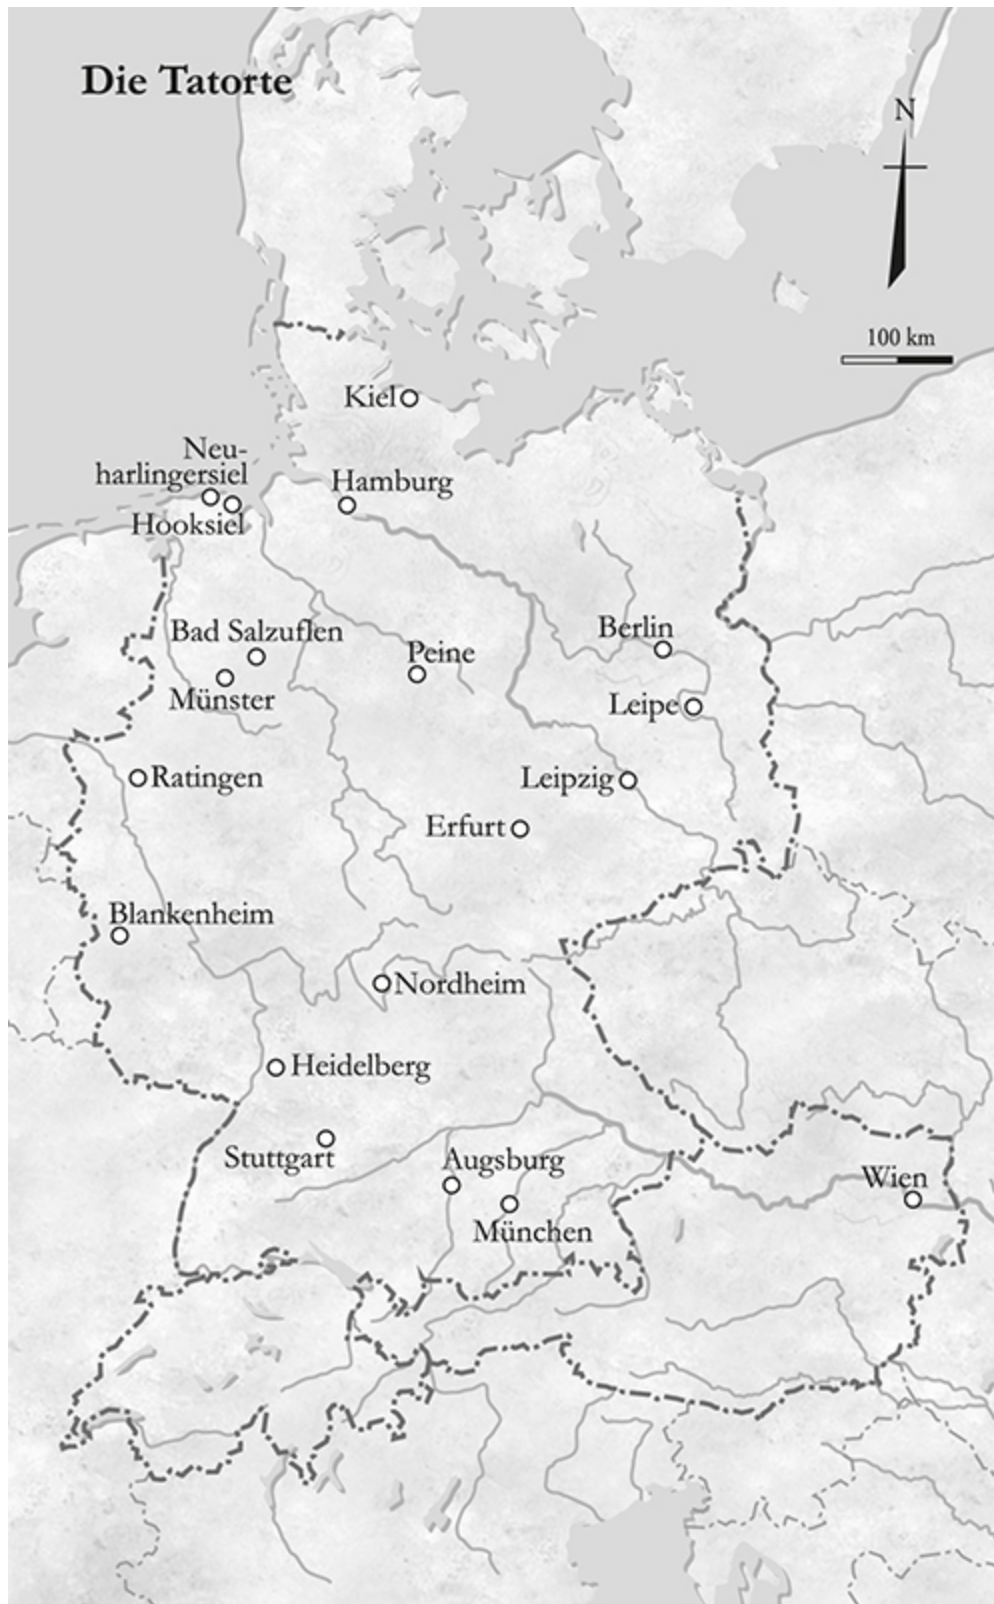 Die Tatorte
N
100 km
Kiel
Neu-
harlingersiel
Hamburg
Hooksiel
Bad Salzuflen
Berlin
Peine
Münster
Leipe
Ratingen
Leipzig
Erfurt
Blankenheim
Nordheim
Heidelberg
Stuttgart
Augsburg
Wien
München